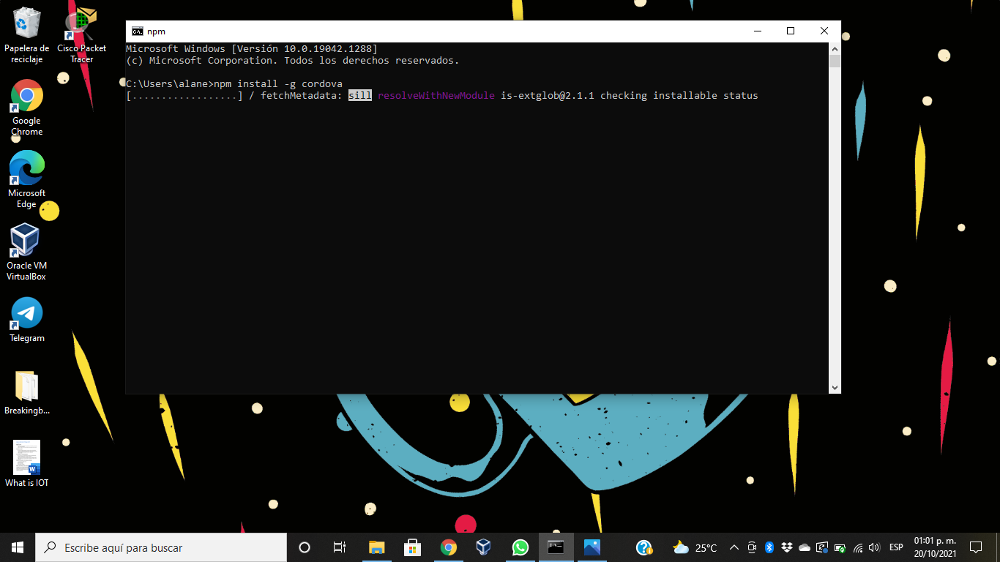 Papelera de
reciclaje
Cisco Packet
Tracer
Google
Chrome
Microsoft
Edge
Oracle VM
VirtualBox
Telegram
Breakingb...
What is IOT
npm
Microsoft Windows [Versión 10.0.19042.1288]
(c) Microsoft Corporation. Todos los derechos reservados.
C:\Users\alane>npm install -g cordova
[..................] / fetchMetadata: sill resolveWithNewModule is-extglob@2.1.1 checking installable status
Escribe aquí para buscar
25°C
ESP
01:01 p. m.
20/10/2021